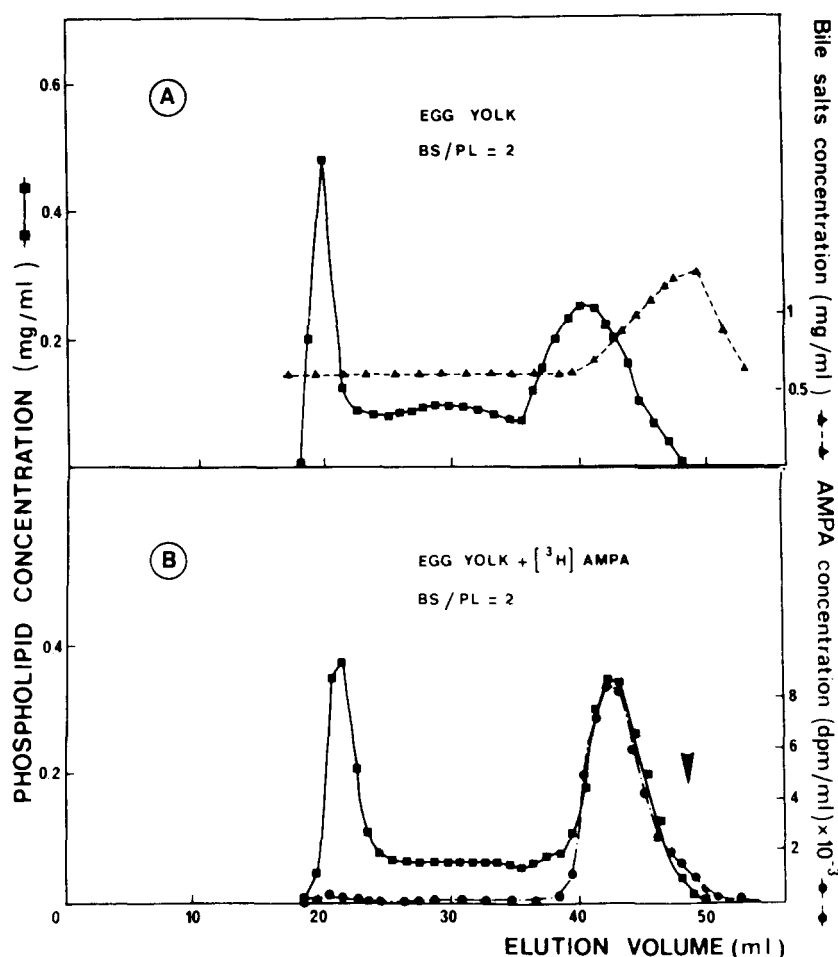 A
EGG YOLK
BS/PL = 2
0.6
0.4
0.2
PHOSPHOLIPID CONCENTRATION (mg/ml)
Bile salts concentration (mg/ml)
1
0.5
B
EGG YOLK + [³H] AMPA
BS/PL = 2
0.4
0.2
AMPA concentration (dpm/ml) × 10⁻³
8
6
4
2
0
10
20
30
40
50
ELUTION VOLUME (ml)